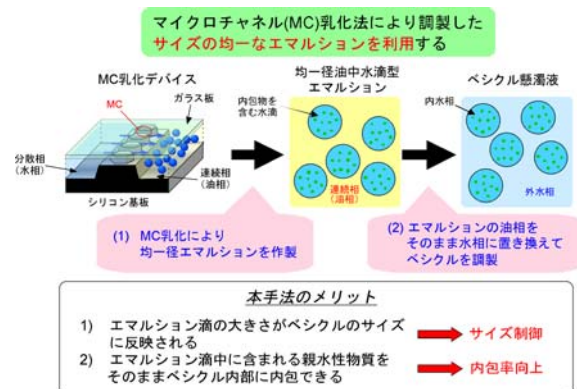 マイクロチャネル(MC)乳化法により調製した
サイズの均一なエマルションを利用する
MC乳化デバイス
MC
ガラス板
分散相
(水相)
連続相
(油相)
シリコン基板
均一径油中水滴型
エマルション
内包物を
含む水滴
連続相
(油相)
ベシクル懸濁液
内水相
外水相
(1) MC乳化により
均一径エマルションを作製
(2) エマルションの油相を
そのまま水相に置き換えて
ベシクルを調製
本手法のメリット
1) エマルション滴の大きさがベシクルのサイズ
に反映される
サイズ制御
2) エマルション滴中に含まれる親水性物質を
そのままベシクル内部に内包できる
内包率向上